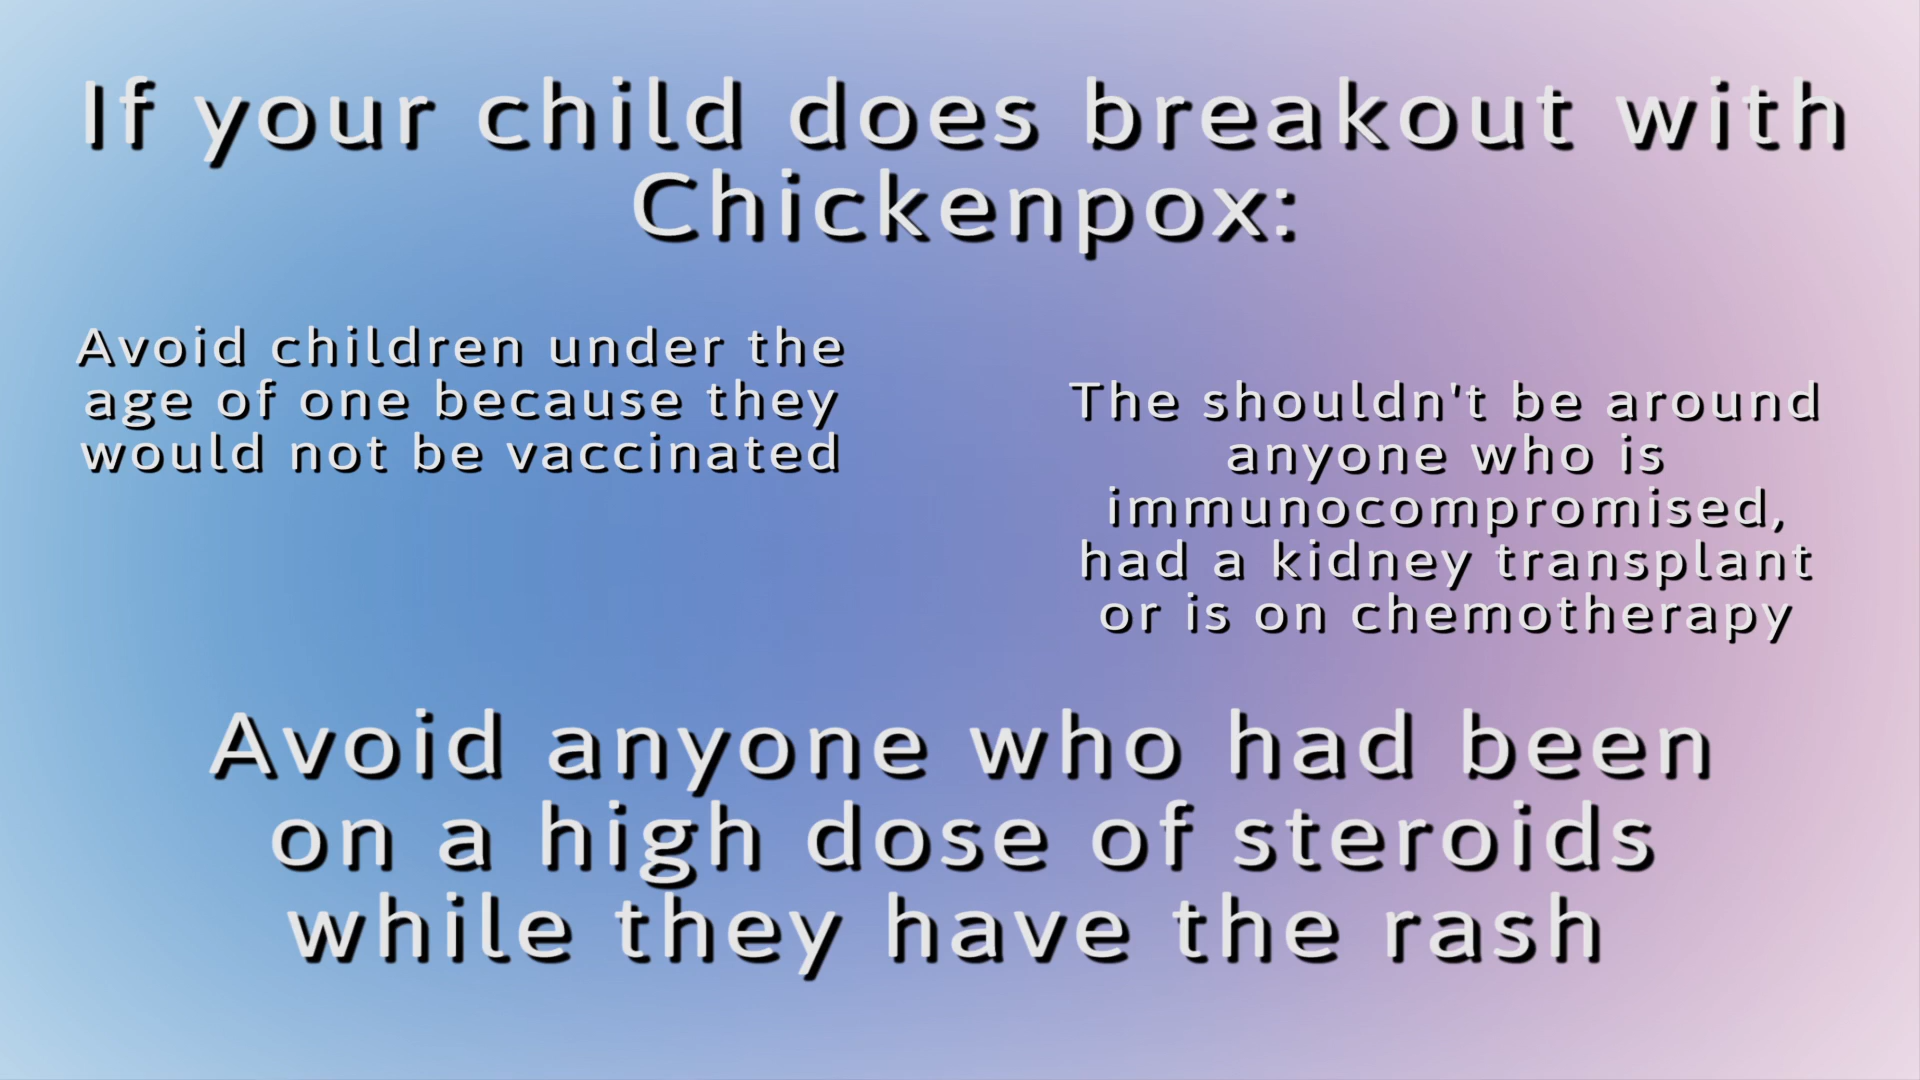 If your child does breakout with
Chickenpox:
Avoid children under the
age of one because they
would not be vaccinated
The shouldn't be around
anyone who is
immunocompromised,
had a kidney transplant
or is on chemotherapy
Avoid anyone who had been
on a high dose of steroids
while they have the rash